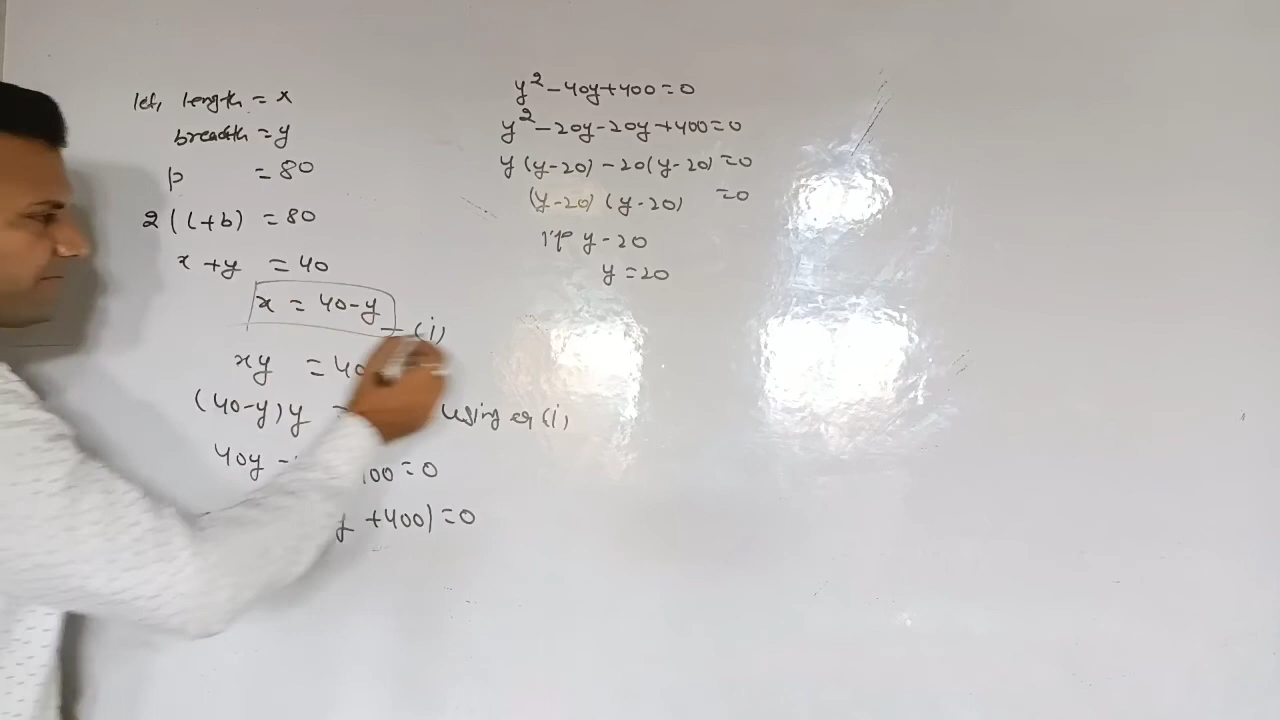 let, length = x
breadth = y
p = 80
2 (l+b) = 80
x + y = 40
x = 40-y
(i)
xy = 40
(40-y) y =
using eq (i)
40y - 00 = 0
y +400) = 0
y² - 40y + 400 = 0
y² - 20y - 20y + 400 = 0
y (y-20) - 20 (y-20) = 0
(y-20) (y-20) = 0
y - 20
y = 20